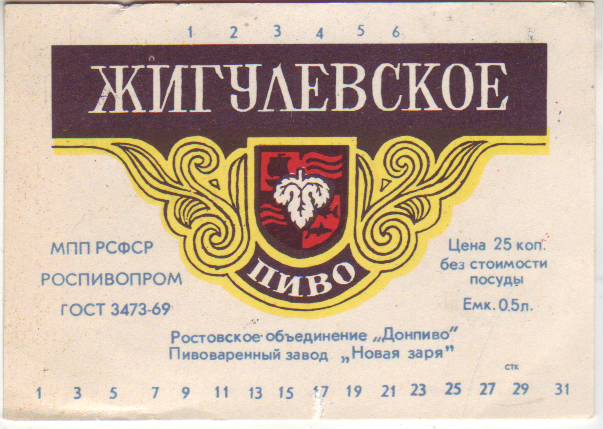 1 2 3 4 5 6
ЖИГУЛЕВСКОЕ
ПИВО
МПП РСФСР
РОСПИВОПРОМ
ГОСТ 3473-69
Цена 25 коп.
без стоимости
посуды
Емк. 0,5л.
Ростовское объединение „Донпиво"
Пивоваренный завод „Новая заря"
стк
1 3 5 7 9 11 13 15 17 19 21 23 25 27 29 31